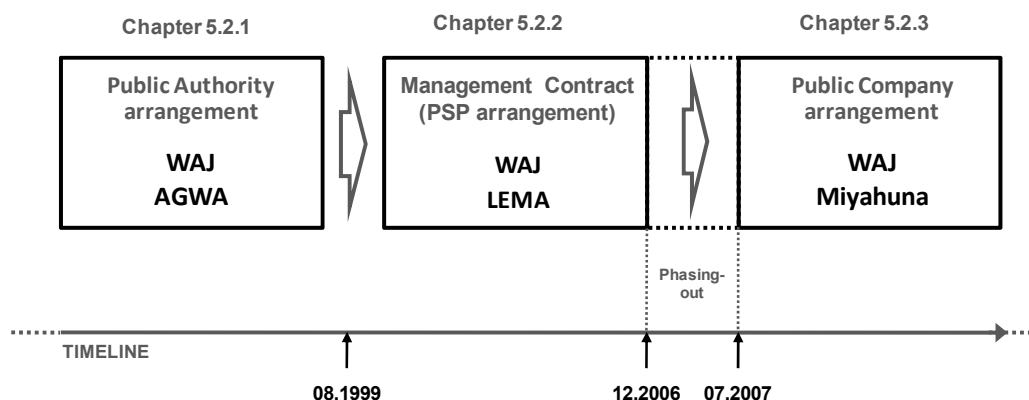 Chapter 5.2.1
Chapter 5.2.2
Chapter 5.2.3
Public Authority
arrangement
WAJ
AGWA
Management Contract
(PSP arrangement)
WAJ
LEMA
Public Company
arrangement
WAJ
Miyahuna
Phasing-
out
TIMELINE
08.1999
12.2006
07.2007